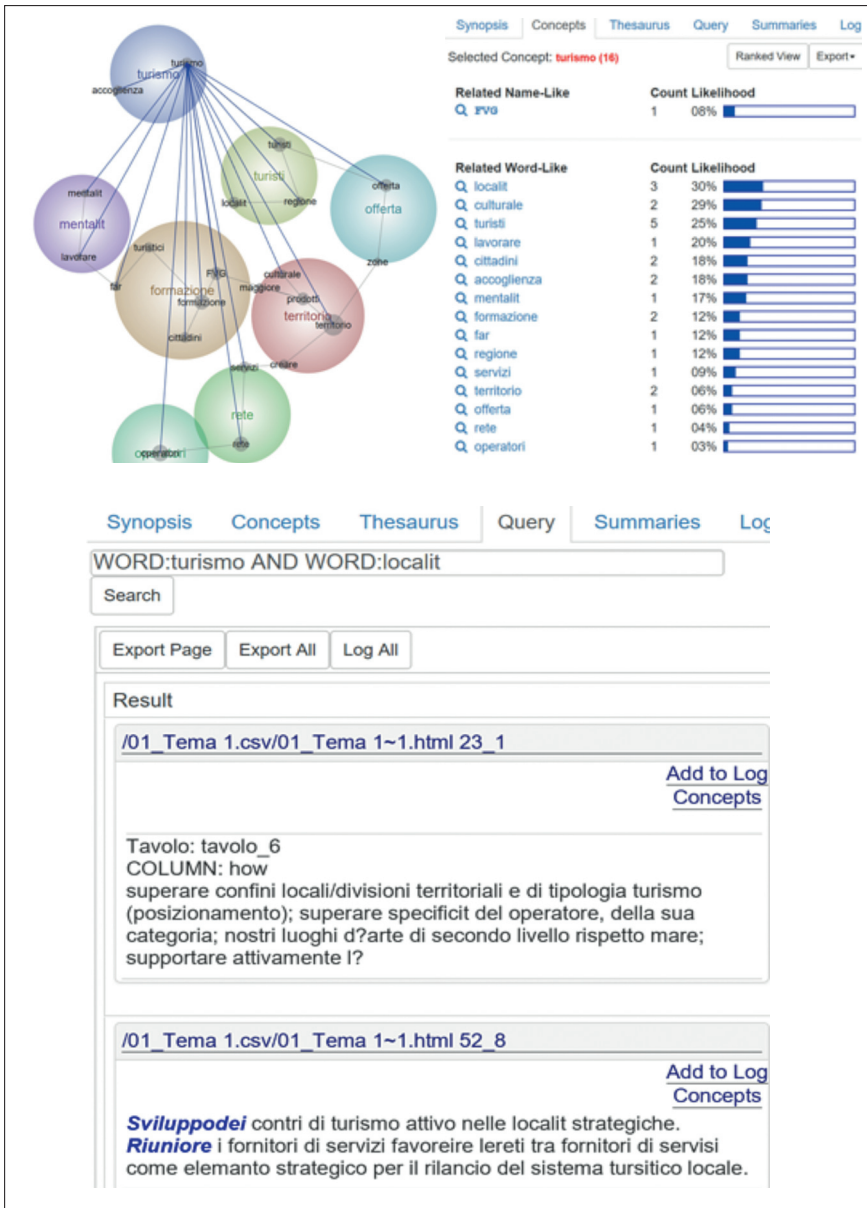 turismo
turismo
accoglienza
turisti
turisti
mentalit
offerta
localit
regione
mentalit
offerta
lavorare
turistici
zone
FVG
culturale
far
formazione
maggiore
formuizione
prodotti
territorio
territorio
cittadini
servizi
creare
rete
rete
operatori
operatori
Synopsis Concepts Thesaurus Query Summaries Log
Selected Concept: turismo (16) Ranked View Export
Related Name-Like Count Likelihood
FVG 1 08%
Related Word-Like Count Likelihood
localit 3 30%
culturale 2 29%
turisti 5 25%
lavorare 1 20%
cittadini 2 18%
accoglienza 2 18%
mentalit 1 17%
formazione 2 12%
far 1 12%
regione 1 12%
servizi 1 09%
territorio 2 06%
offerta 1 06%
rete 1 04%
operatori 1 03%
Synopsis Concepts Thesaurus Query Summaries Log
WORD:turismo AND WORD:localit
Search
Export Page Export All Log All
Result
/01_Tema 1.csv/01_Tema 1~1.html 23_1
Add to Log
Concepts
Tavolo: tavolo_6
COLUMN: how
superare confini locali/divisioni territoriali e di tipologia turismo
(posizionamento); superare specificit del operatore, della sua
categoria; nostri luoghi d?arte di secondo livello rispetto mare;
supportare attivamente l?
/01_Tema 1.csv/01_Tema 1~1.html 52_8
Add to Log
Concepts
Sviluppodei contri di turismo attivo nelle localit strategiche.
Riuniore i fornitori di servizi favoreire lereti tra fornitori di servisi
come elemanto strategico per il rilancio del sistema tursitico locale.